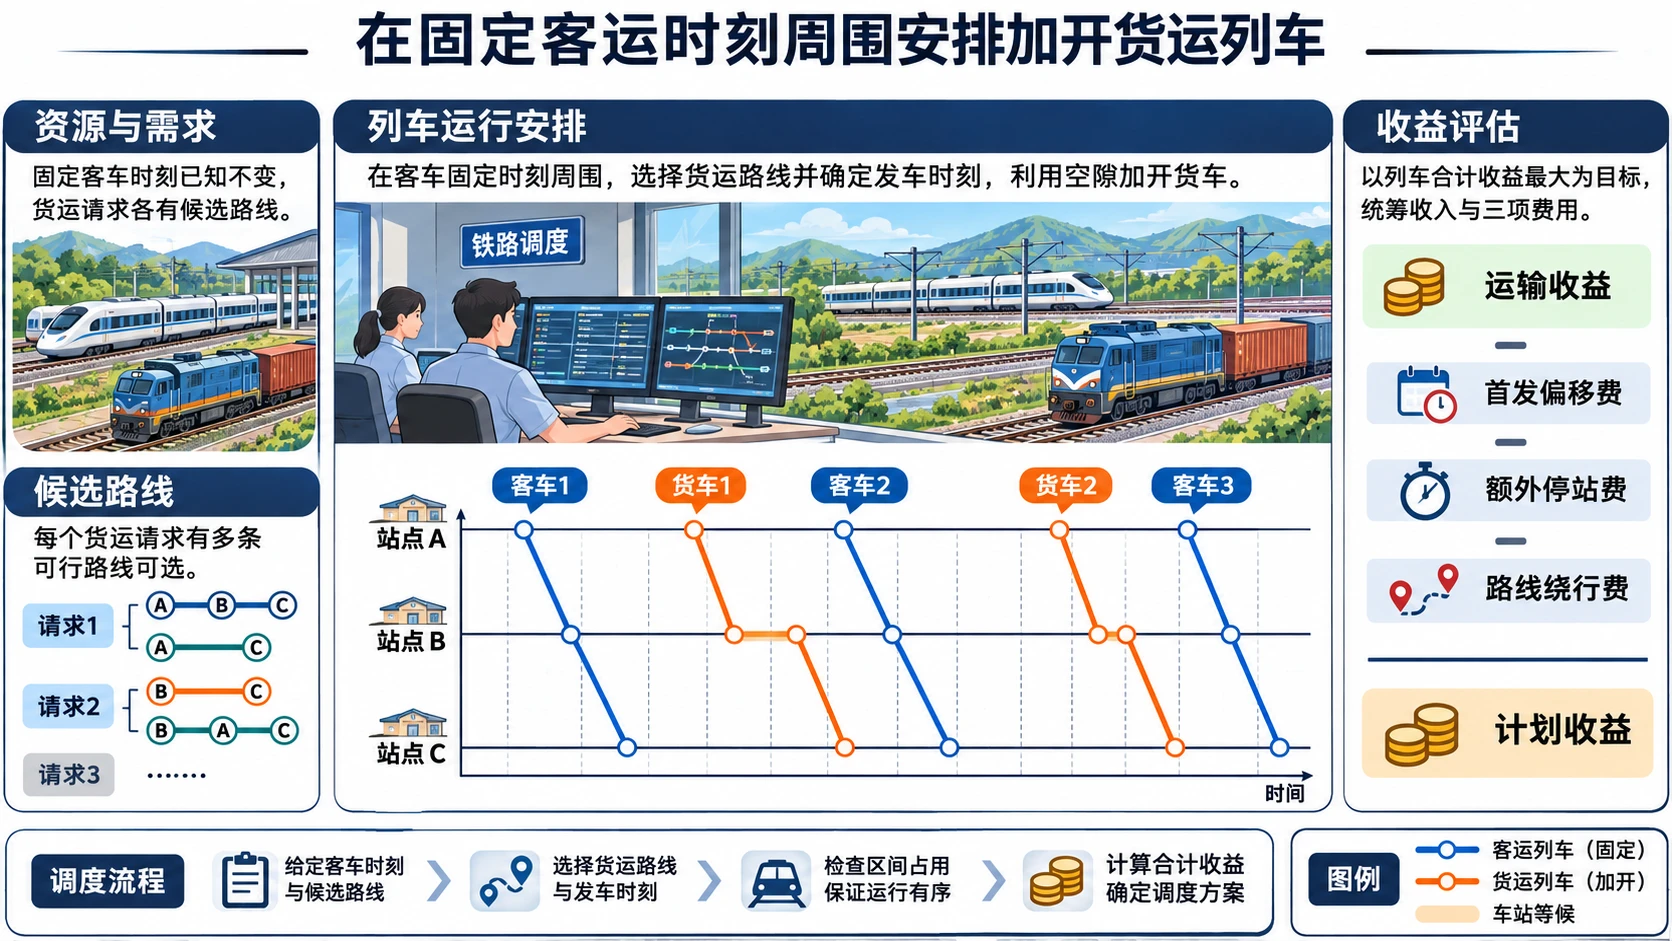 在固定客运时刻周围安排加开货运列车
资源与需求
固定客车时刻已知不变，
货运请求各有候选路线。
候选路线
每个货运请求有多条
可行路线可选。
请求1
A B C
A C
请求2
B C
B A C
请求3
·······
列车运行安排
在客车固定时刻周围，选择货运路线并确定发车时刻，利用空隙加开货车。
铁路调度
客车1 货车1 客车2 货车2 客车3
站点 A
站点 B
站点 C
时间
收益评估
以列车合计收益最大为目标，
统筹收入与三项费用。
运输收益
首发偏移费
额外停站费
路线绕行费
计划收益
调度流程
给定客车时刻
与候选路线
选择货运路线
与发车时刻
检查区间占用
保证运行有序
计算合计收益
确定调度方案
图例
客运列车（固定）
货运列车（加开）
车站等候